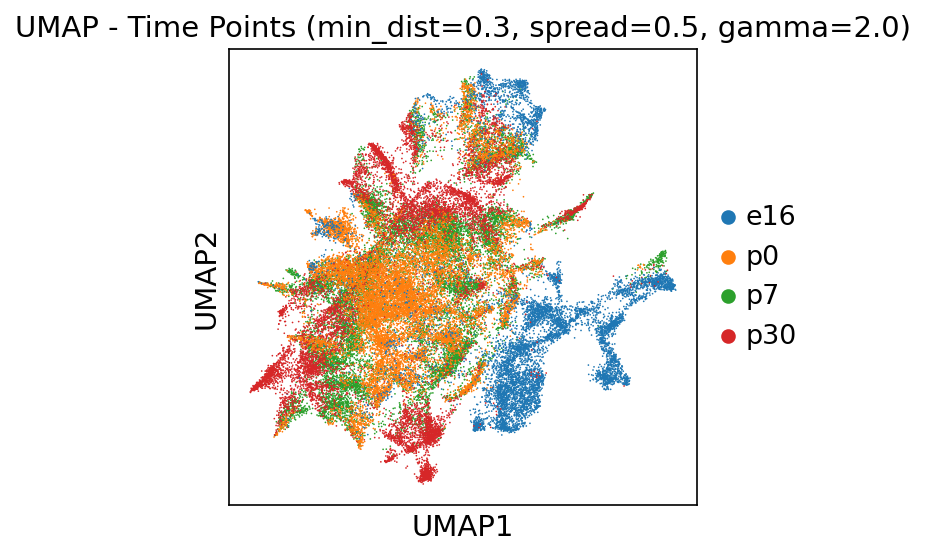 UMAP - Time Points (min_dist=0.3, spread=0.5, gamma=2.0)
UMAP2
e16
p0
p7
p30
UMAP1